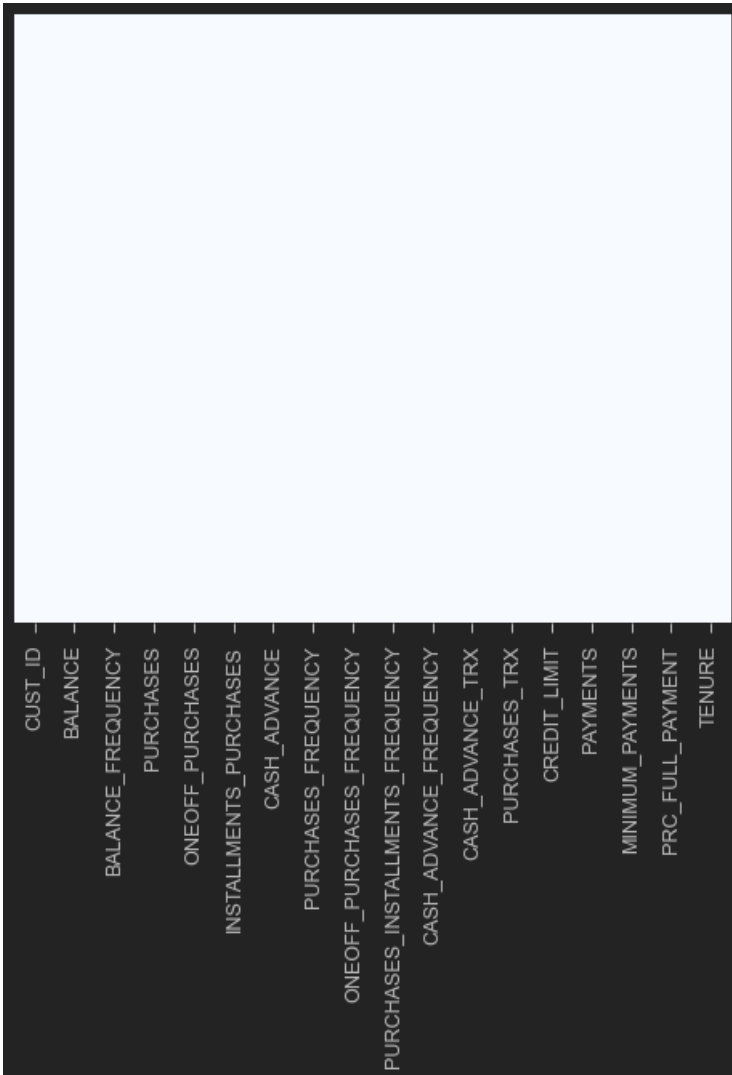 CUST_ID
BALANCE
BALANCE_FREQUENCY
PURCHASES
ONEOFF_PURCHASES
INSTALLMENTS_PURCHASES
CASH_ADVANCE
PURCHASES_FREQUENCY
ONEOFF_PURCHASES_FREQUENCY
PURCHASES_INSTALLMENTS_FREQUENCY
CASH_ADVANCE_FREQUENCY
CASH_ADVANCE_TRX
PURCHASES_TRX
CREDIT_LIMIT
PAYMENTS
MINIMUM_PAYMENTS
PRC_FULL_PAYMENT
TENURE